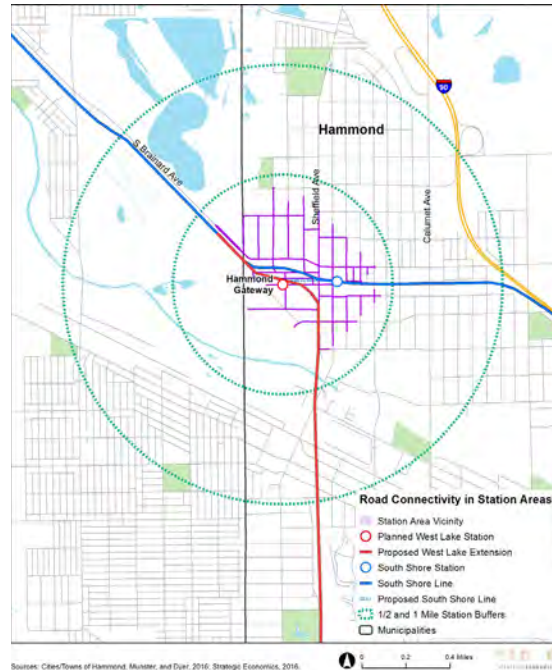 90
Hammond
S Brainard Ave
Sheffield Ave
Calumet Ave
Hammond
Gateway
Road Connectivity in Station Areas
Station Area Vicinity
Planned West Lake Station
Proposed West Lake Extension
South Shore Station
South Shore Line
Proposed South Shore Line
1/2 and 1 Mile Station Buffers
Municipalities
0 0.2 0.4 Miles
Sources: Cities/Towns of Hammond, Munster, and Dyer, 2016; Strategic Economics, 2016.